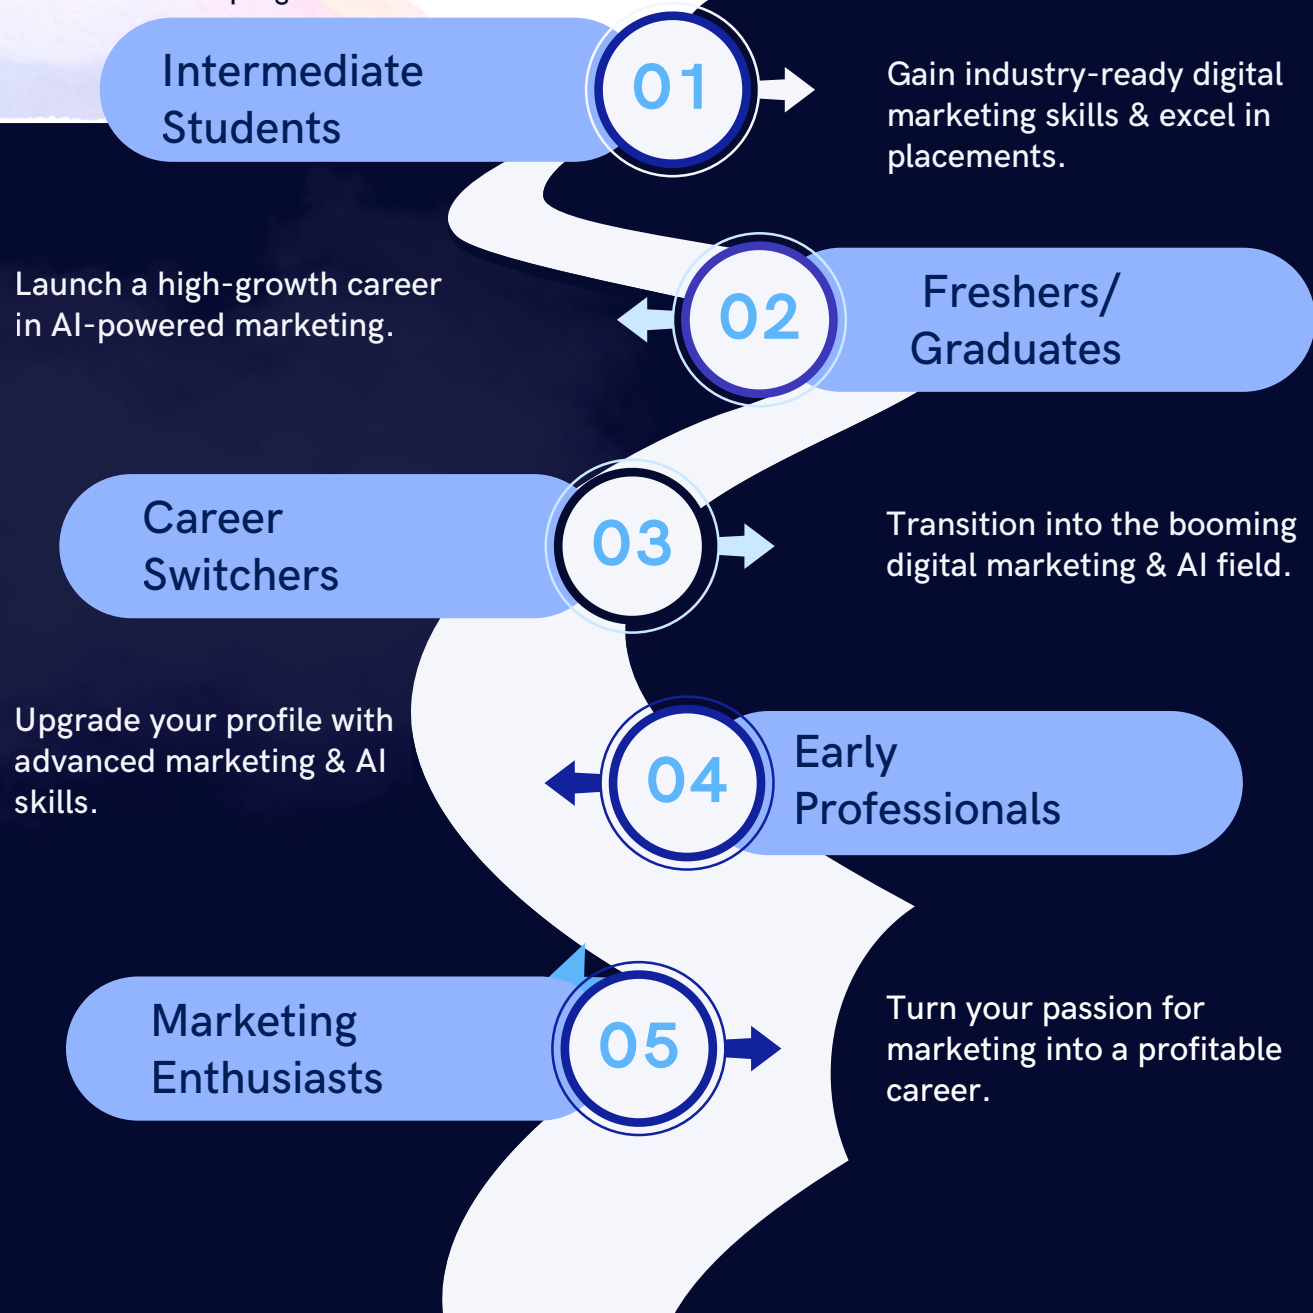 Intermediate
Students
01
Gain industry-ready digital
marketing skills & excel in
placements.
Launch a high-growth career
in AI-powered marketing.
02
Freshers/
Graduates
Career
Switchers
03
Transition into the booming
digital marketing & AI field.
Upgrade your profile with
advanced marketing & AI
skills.
04
Early
Professionals
Marketing
Enthusiasts
05
Turn your passion for
marketing into a profitable
career.